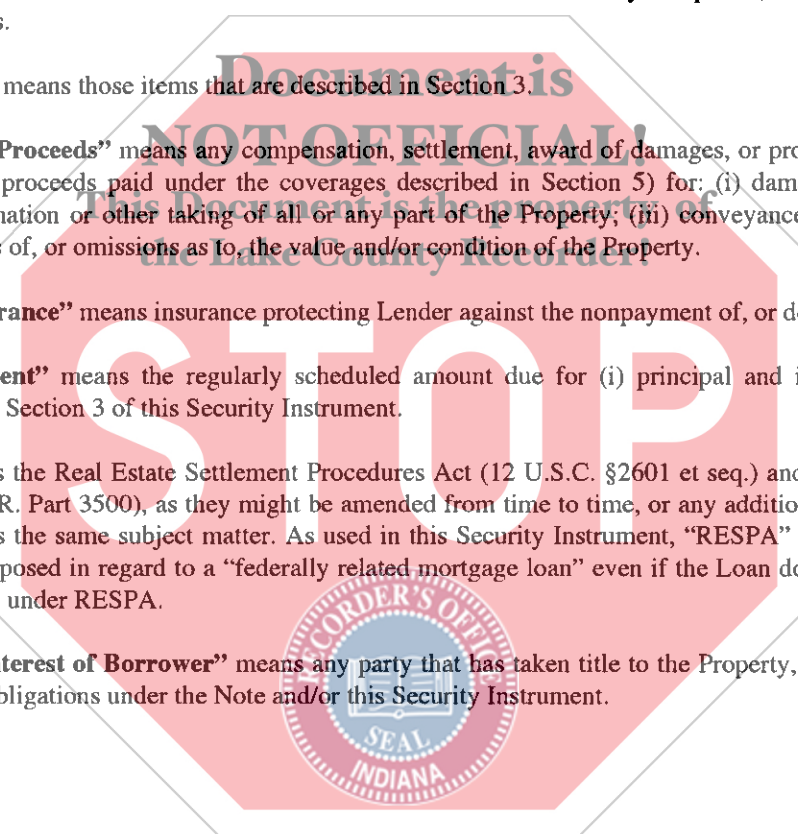 s.
means those items that are described in Section 3.
Document is
NOT OFFICIAL!
This Document is the property of
the Lake County Recorder!
Proceeds” means any compensation, settlement, award of damages, or pro
proceeds paid under the coverages described in Section 5) for: (i) dam
nation or other taking of all or any part of the Property; (iii) conveyance
s of, or omissions as to, the value and/or condition of the Property.
rance” means insurance protecting Lender against the nonpayment of, or d
ent” means the regularly scheduled amount due for (i) principal and i
Section 3 of this Security Instrument.
STOP
s the Real Estate Settlement Procedures Act (12 U.S.C. §2601 et seq.) and
R. Part 3500), as they might be amended from time to time, or any additio
s the same subject matter. As used in this Security Instrument, “RESPA”
posed in regard to a “federally related mortgage loan” even if the Loan do
under RESPA.
nterest of Borrower” means any party that has taken title to the Property,
bligations under the Note and/or this Security Instrument.
RECORDER'S OFFICE
SEAL
INDIANA